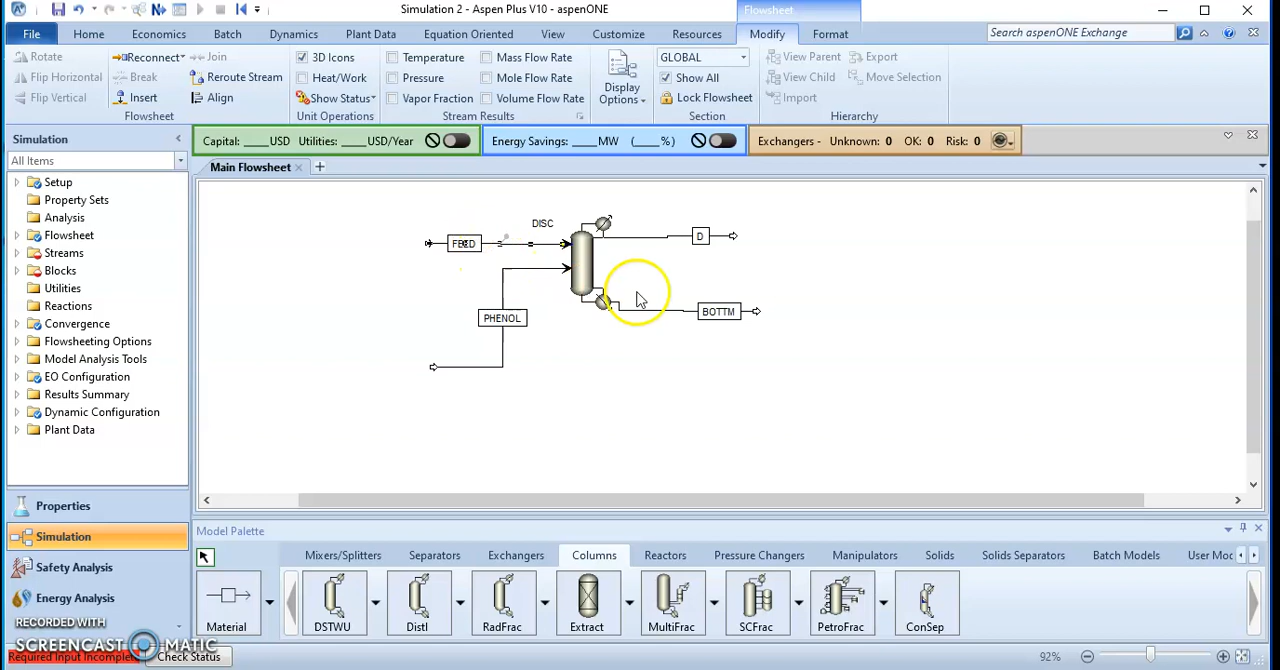 Simulation 2 - Aspen Plus V10 - aspenONE
Flowsheet
File Home Economics Batch Dynamics Plant Data Equation Oriented View Customize Resources Modify Format
Search aspenONE Exchange
Rotate
Flip Horizontal
Flip Vertical
Reconnect
Break
Insert
Join
Reroute Stream
Align
Flowsheet
3D Icons
Heat/Work
Show Status
Unit Operations
Temperature
Pressure
Vapor Fraction
Mass Flow Rate
Mole Flow Rate
Volume Flow Rate
Stream Results
Display
Options
GLOBAL
Show All
Lock Flowsheet
Section
View Parent
View Child
Import
Export
Move Selection
Hierarchy
Simulation
All Items
Capital: ____ USD Utilities: ____ USD/Year
Energy Savings: ____ MW (____ %)
Exchangers - Unknown: 0 OK: 0 Risk: 0
Main Flowsheet
Setup
Property Sets
Analysis
Flowsheet
Streams
Blocks
Utilities
Reactions
Convergence
Flowsheeting Options
Model Analysis Tools
EO Configuration
Results Summary
Dynamic Configuration
Plant Data
DISC
FEED
D
PHENOL
BOTTM
Properties
Simulation
Safety Analysis
Energy Analysis
Model Palette
Mixers/Splitters Separators Exchangers Columns Reactors Pressure Changers Manipulators Solids Solids Separators Batch Models User Moc
Material DSTWU Distl RadFrac Extract MultiFrac SCFrac PetroFrac ConSep
RECORDED WITH
SCREENCAST MATIC
Required Input Incomplete Check Status
92%